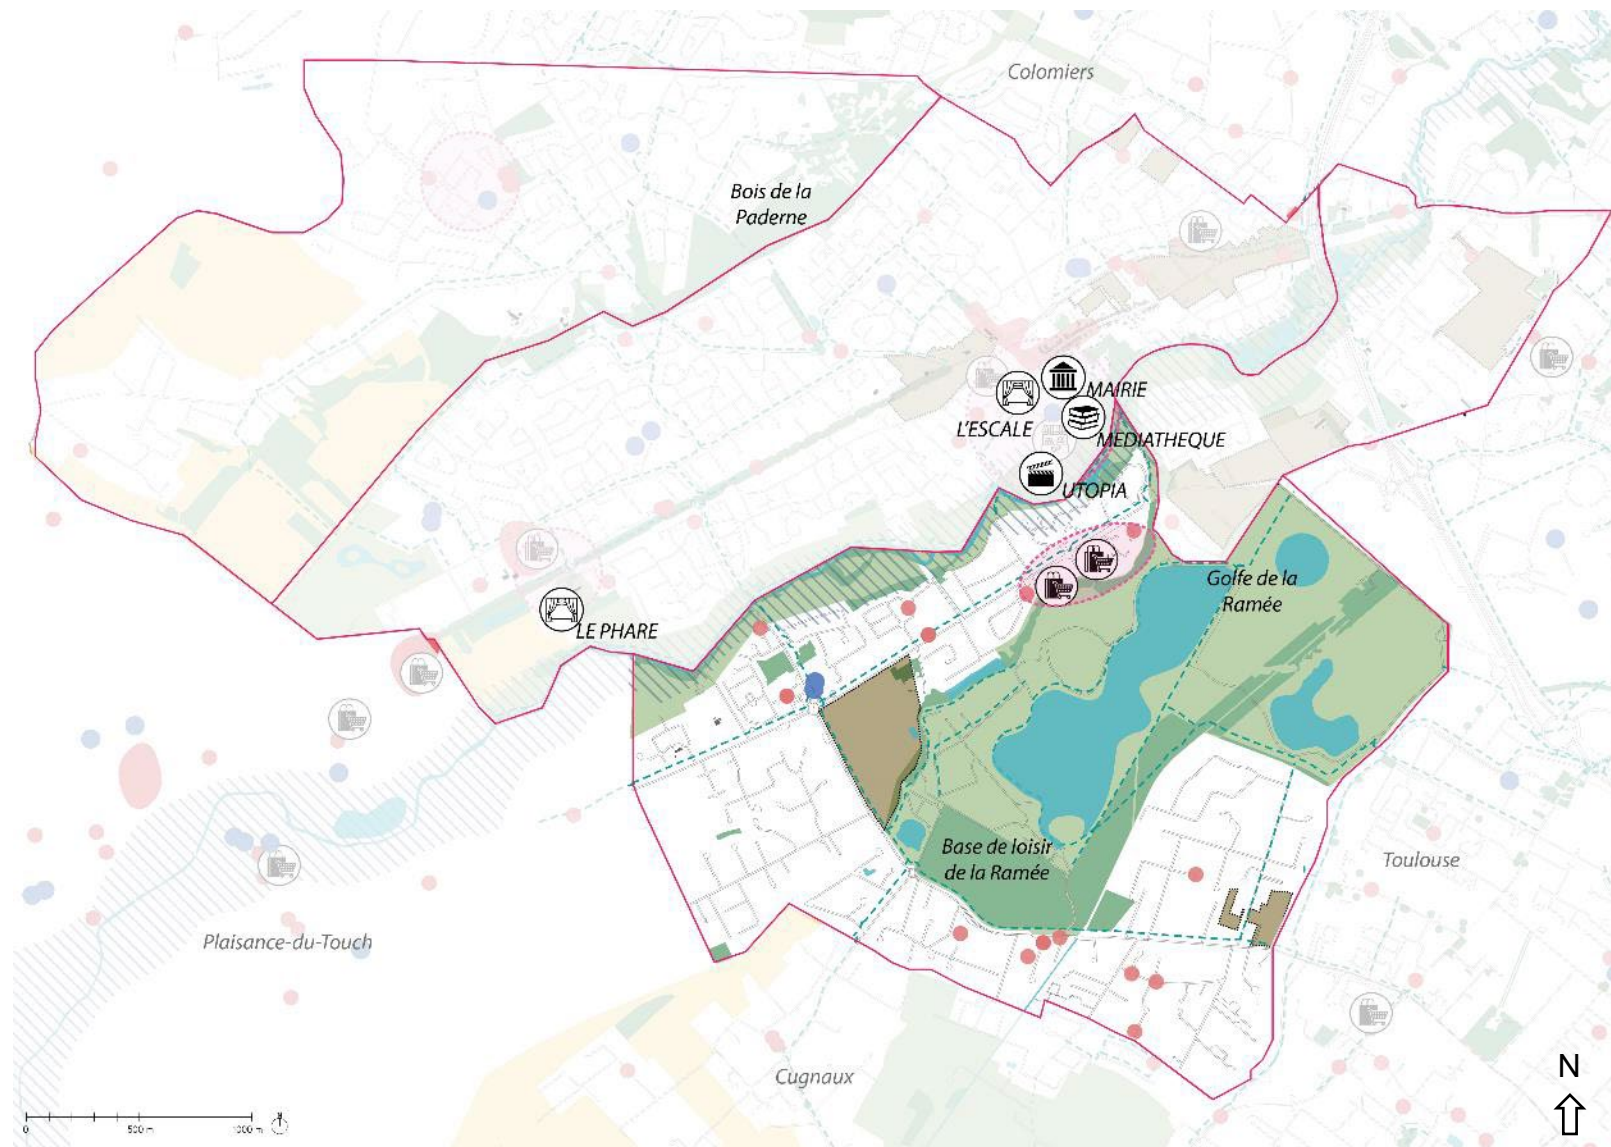 Colomiers
Bois de la
Paderne
MAIRIE
L'ESCALE
MEDIATHEQUE
UTOPIA
Golfe de la
Ramée
LE PHARE
Base de loisir
de la Ramée
Toulouse
Plaisance-du-Touch
Cugnaux
N
0 500 m 1000 m
N